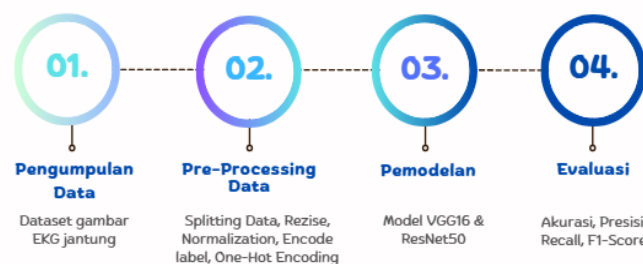 01.
02.
03.
04.
Pengumpulan
Data
Dataset gambar
EKG jantung
Pre-Processing
Data
Splitting Data, Rezise,
Normalization, Encode
label, One-Hot Encoding
Pemodelan
Model VGG16 &
ResNet50
Evaluasi
Akurasi, Presisi
Recall, F1-Score